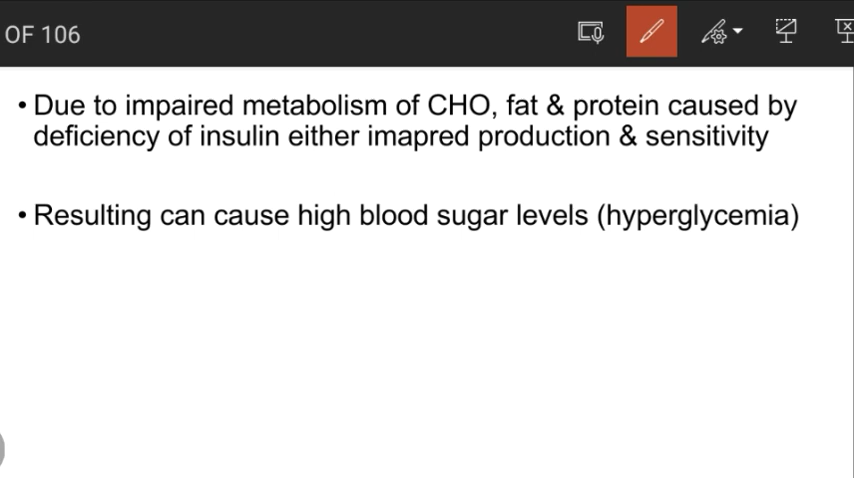 OF 106
• Due to impaired metabolism of CHO, fat & protein caused by
deficiency of insulin either imapred production & sensitivity
• Resulting can cause high blood sugar levels (hyperglycemia)